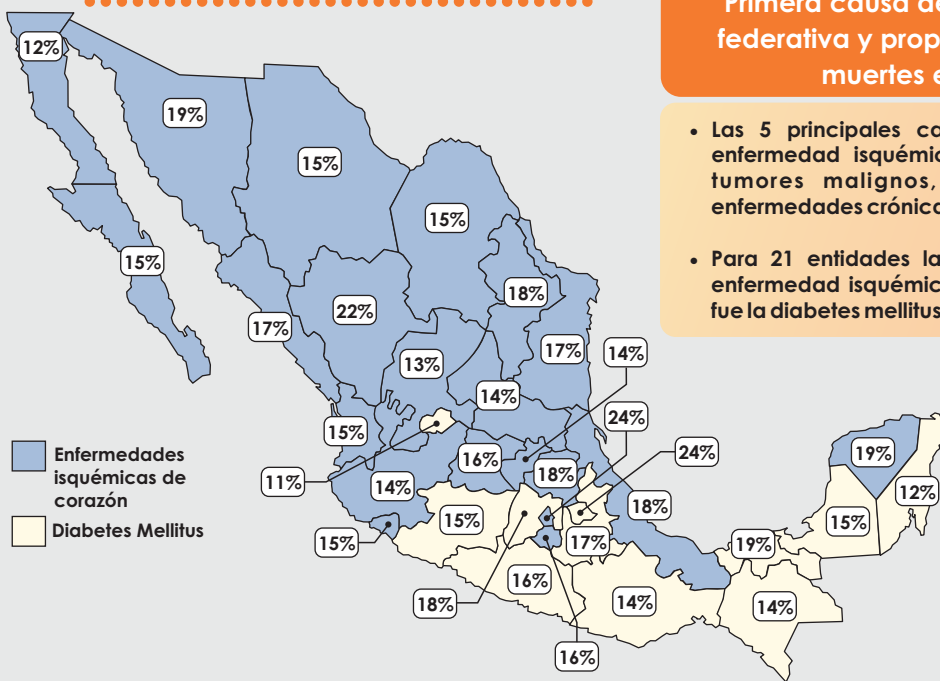 Primera causa de
federativa y prop
muertes e
• Las 5 principales ca
enfermedad isquémic
tumores malignos,
enfermedades crónica
• Para 21 entidades la
enfermedad isquémic
fue la diabetes mellitus
12%
19%
15%
15%
15%
18%
22%
17%
17%
14%
13%
14%
24%
15%
19%
16%
18%
24%
11%
14%
12%
18%
15%
15%
15%
17%
19%
18%
16%
14%
14%
16%
Enfermedades
isquémicas de
corazón
Diabetes Mellitus